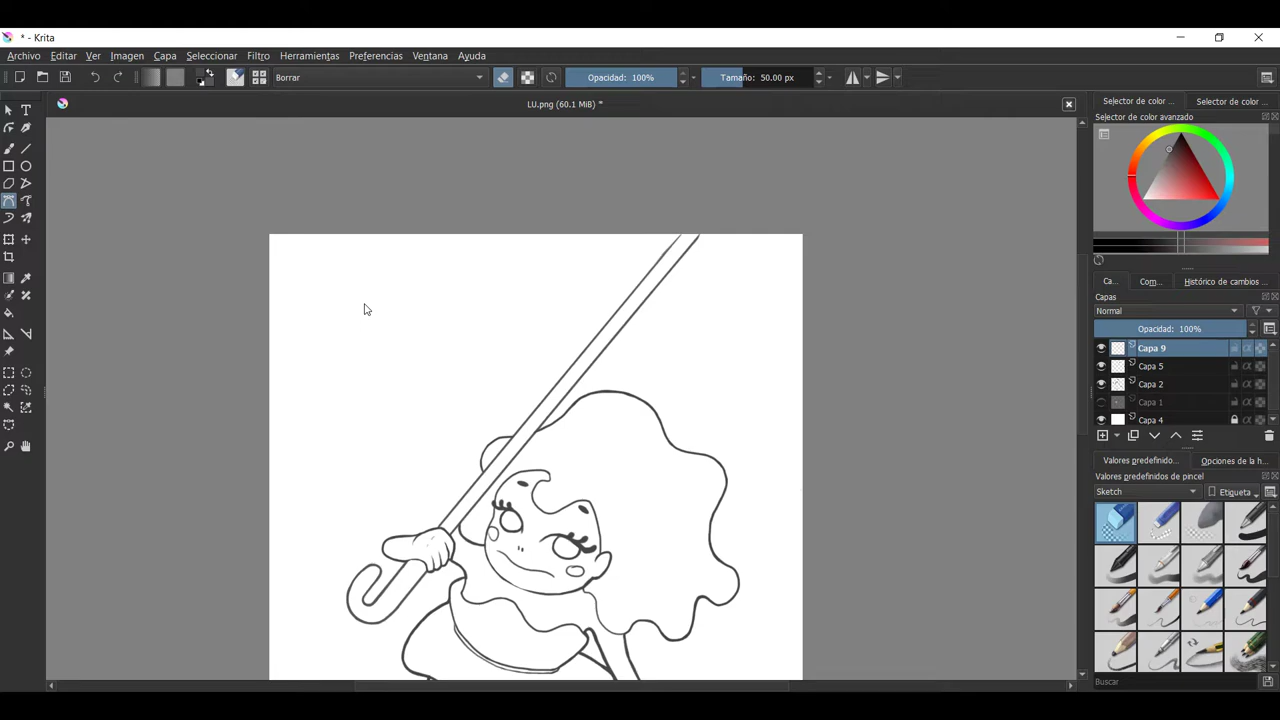 * - Krita
Archivo Editar Ver Imagen Capa Seleccionar Filtro Herramientas Preferencias Ventana Ayuda
Borrar
Opacidad: 100%
Tamaño: 50.00 px
LU.png (60.1 MiB) *
Selector de color ...
Selector de color ...
Selector de color avanzado
Ca...
Com...
Histórico de cambios ...
Capas
Normal
Opacidad: 100%
Capa 9
Capa 5
Capa 2
Capa 1
Capa 4
Valores predefinido...
Opciones de la h...
Valores predefinidos de pincel
Sketch
Etiqueta
Buscar